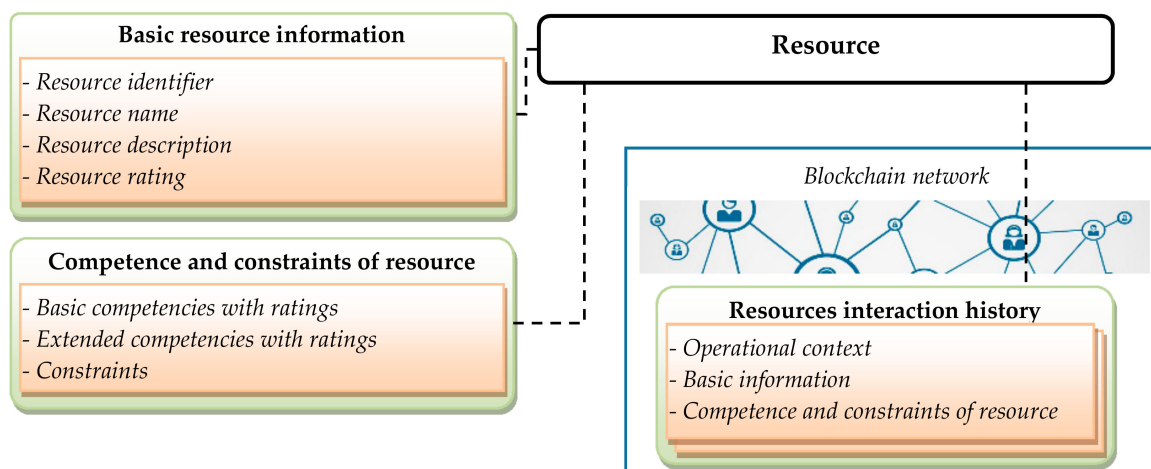 Basic resource information
- Resource identifier
- Resource name
- Resource description
- Resource rating
Resource
Competence and constraints of resource
- Basic competencies with ratings
- Extended competencies with ratings
- Constraints
Blockchain network
Resources interaction history
- Operational context
- Basic information
- Competence and constraints of resource